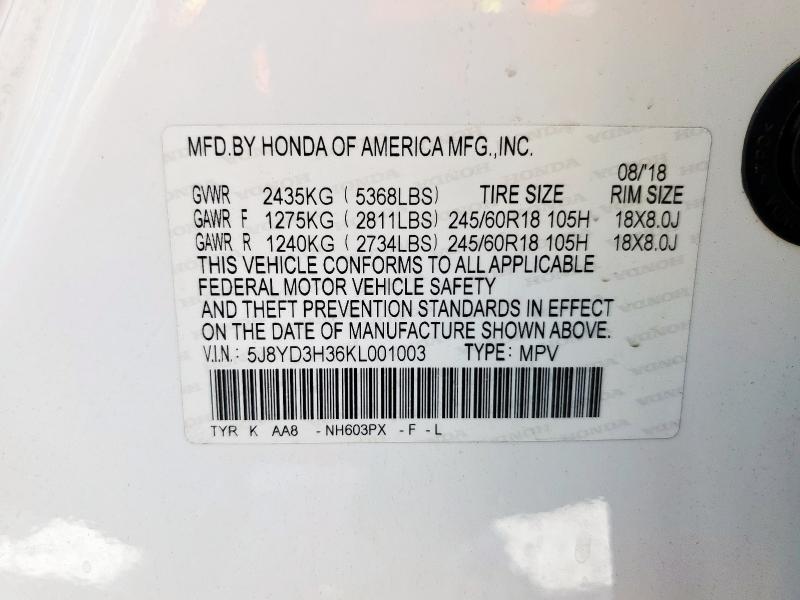 MFD.BY HONDA OF AMERICA MFG.,INC.
08/'18
GVWR 2435KG ( 5368LBS) TIRE SIZE RIM SIZE
GAWR F 1275KG ( 2811LBS) 245/60R18 105H 18X8.0J
GAWR R 1240KG ( 2734LBS) 245/60R18 105H 18X8.0J
THIS VEHICLE CONFORMS TO ALL APPLICABLE
FEDERAL MOTOR VEHICLE SAFETY
AND THEFT PREVENTION STANDARDS IN EFFECT
ON THE DATE OF MANUFACTURE SHOWN ABOVE.
V.I.N.: 5J8YD3H36KL001003 TYPE: MPV
TYR K AA8 -NH603PX -F -L